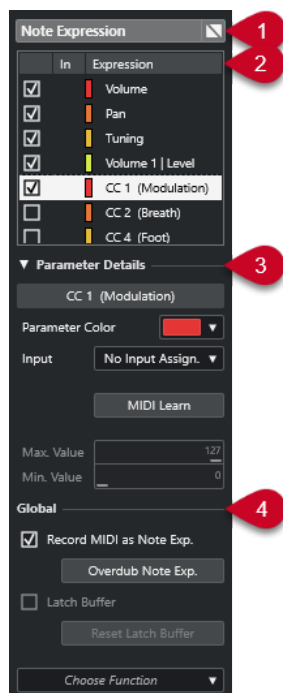 Note Expression
1
In Expression
2
Volume
Pan
Tuning
Volume 1 | Level
CC 1 (Modulation)
CC 2 (Breath)
CC 4 (Foot)
▼ Parameter Details
3
CC 1 (Modulation)
Parameter Color
Input No Input Assign.
MIDI Learn
Max. Value 127
Min. Value 0
Global
4
Record MIDI as Note Exp.
Overdub Note Exp.
Latch Buffer
Reset Latch Buffer
Choose Function